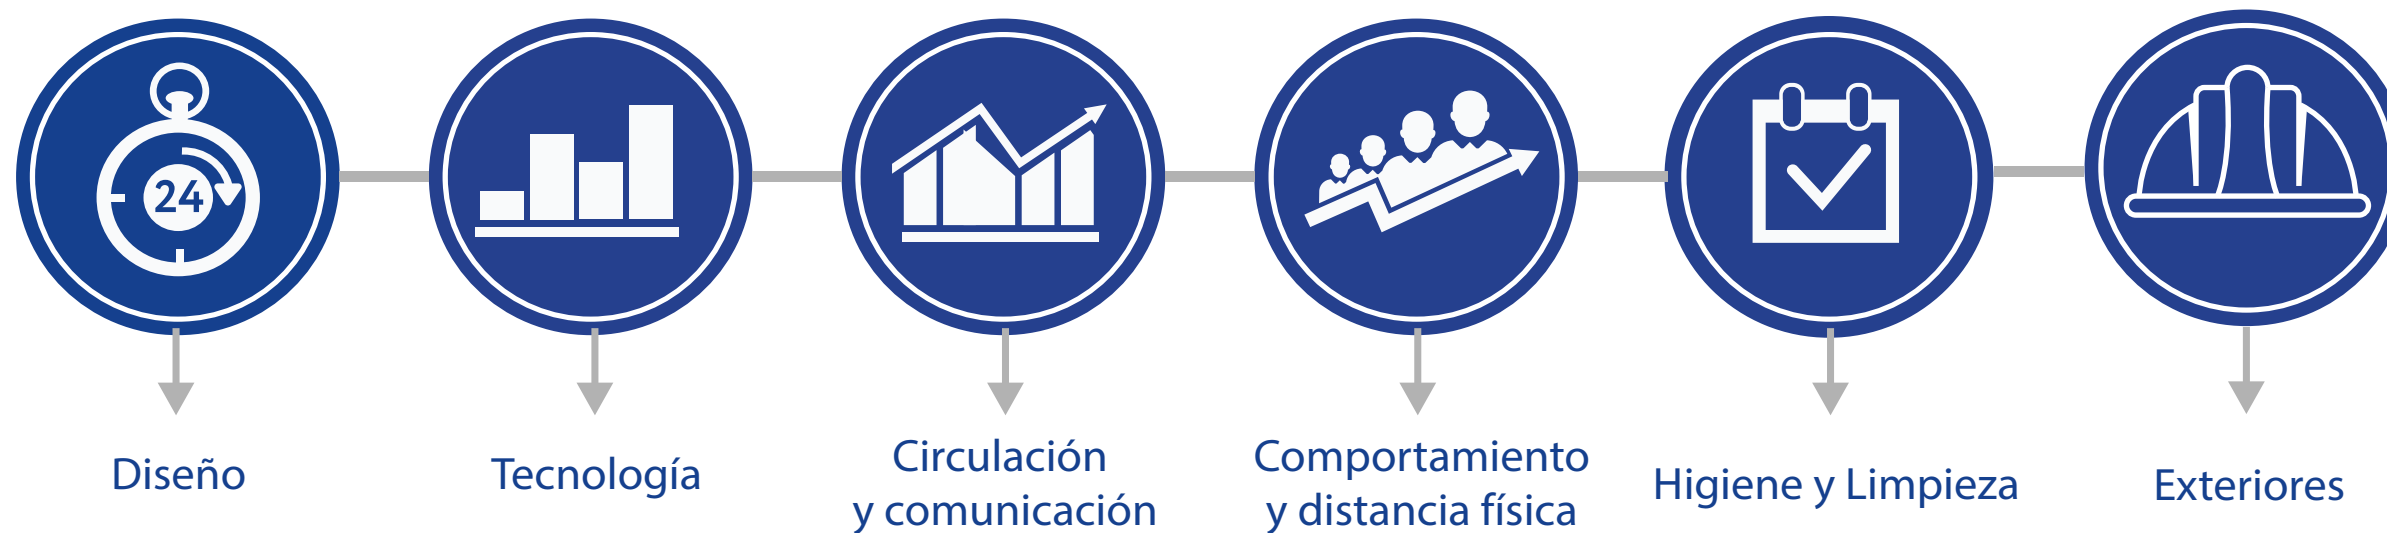 24
Diseño
Tecnología
Circulación
y comunicación
Comportamiento
y distancia física
Higiene y Limpieza
Exteriores